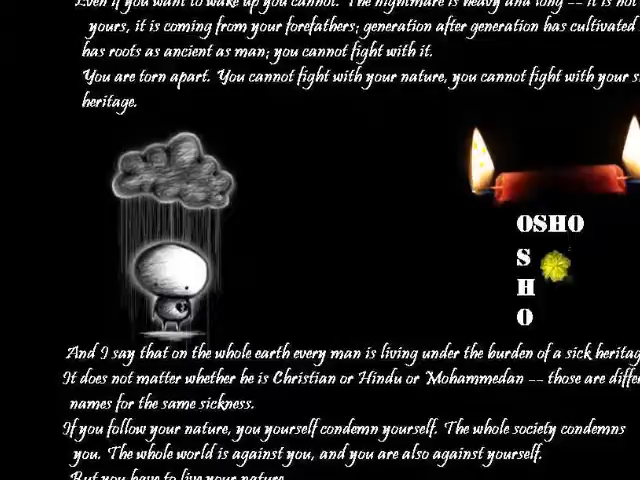 Even if you want to wake up you cannot. The nightmare is heavy and long -- it is not
yours, it is coming from your forefathers; generation after generation has cultivated
has roots as ancient as man; you cannot fight with it.
You are torn apart. You cannot fight with your nature, you cannot fight with your
heritage.
OSHO
S
H
O
And I say that on the whole earth every man is living under the burden of a sick
It does not matter whether he is Christian or Hindu or Mohammedan -- those are
names for the same sickness.
If you follow your nature, you yourself condemn yourself. The whole society condemns
you. The whole world is against you, and you are also against yourself.
But you have to live your nature